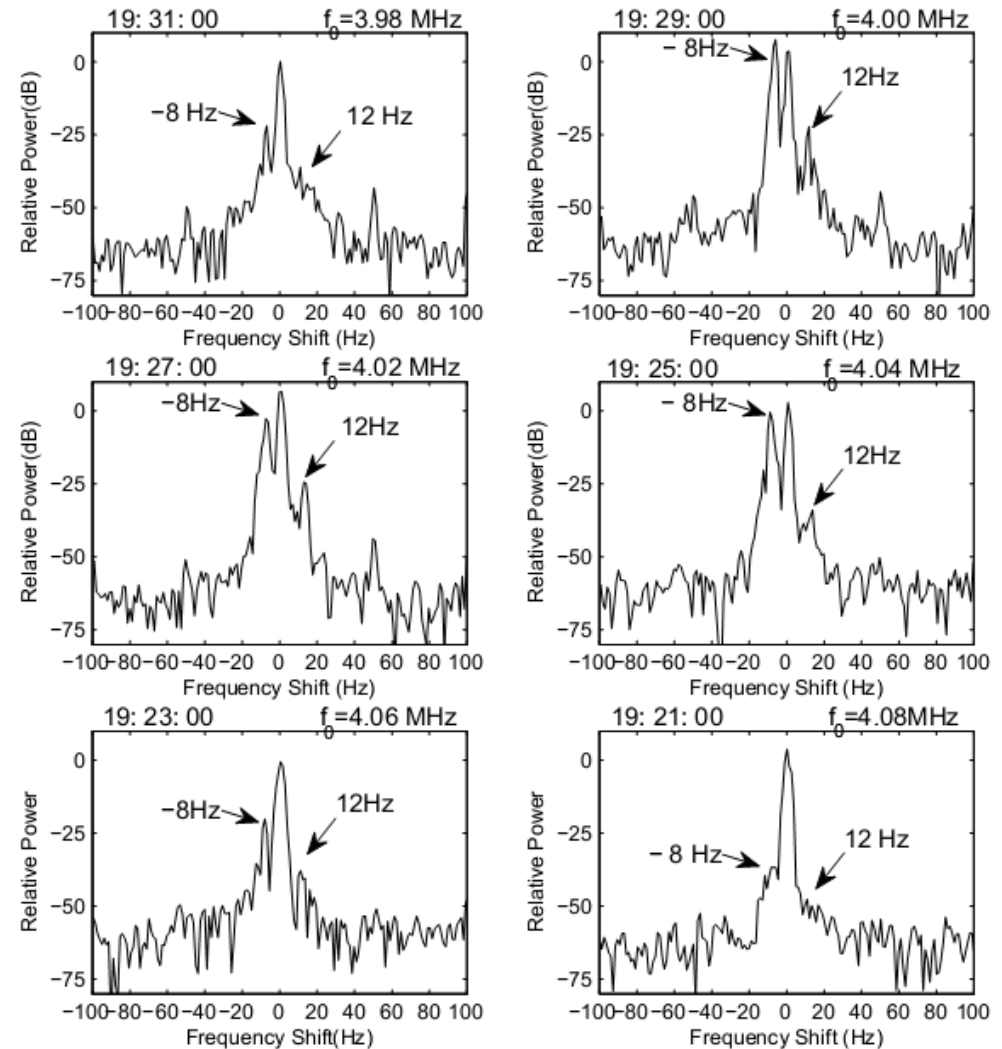 19: 31: 00 f0=3.98 MHz
Relative Power(dB)
0
−25
−50
−75
−8 Hz
12 Hz
−100−80 −60 −40 −20 0 20 40 60 80 100
Frequency Shift (Hz)
19: 29: 00 f0=4.00 MHz
Relative Power(dB)
0
−25
−50
−75
− 8Hz
12Hz
−100−80 −60 −40 −20 0 20 40 60 80 100
Frequency Shift (Hz)
19: 27: 00 f0=4.02 MHz
Relative Power(dB)
0
−25
−50
−75
−8Hz
12Hz
−100−80 −60 −40 −20 0 20 40 60 80 100
Frequency Shift (Hz)
19: 25: 00 f0=4.04 MHz
Relative Power(dB)
0
−25
−50
−75
− 8Hz
12Hz
−100−80 −60 −40 −20 0 20 40 60 80 100
Frequency Shift (Hz)
19: 23: 00 f0=4.06 MHz
Relative Power
0
−25
−50
−75
−8Hz
12Hz
−100−80 −60 −40 −20 0 20 40 60 80 100
Frequency Shift(Hz)
19: 21: 00 f0=4.08MHz
Relative Power
0
−25
−50
−75
− 8 Hz
12 Hz
−100−80 −60 −40 −20 0 20 40 60 80 100
Frequency Shift (Hz)